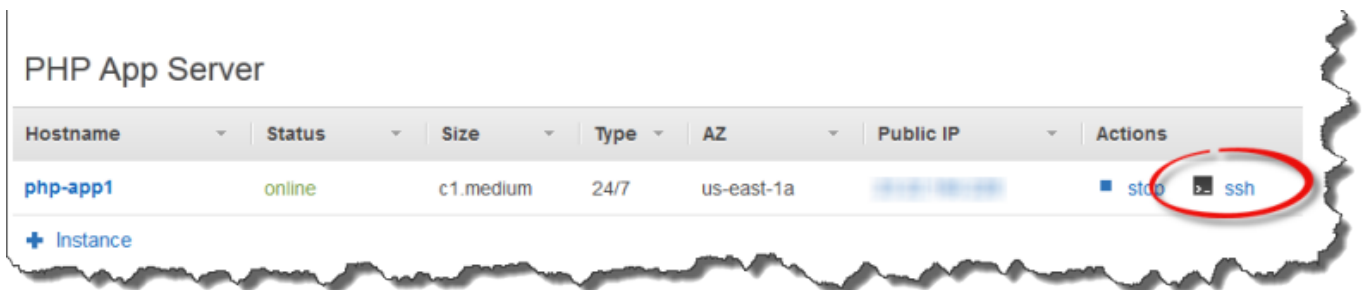 PHP App Server
Hostname Status Size Type AZ Public IP Actions
php-app1 online c1.medium 24/7 us-east-1a stop ssh
+ Instance